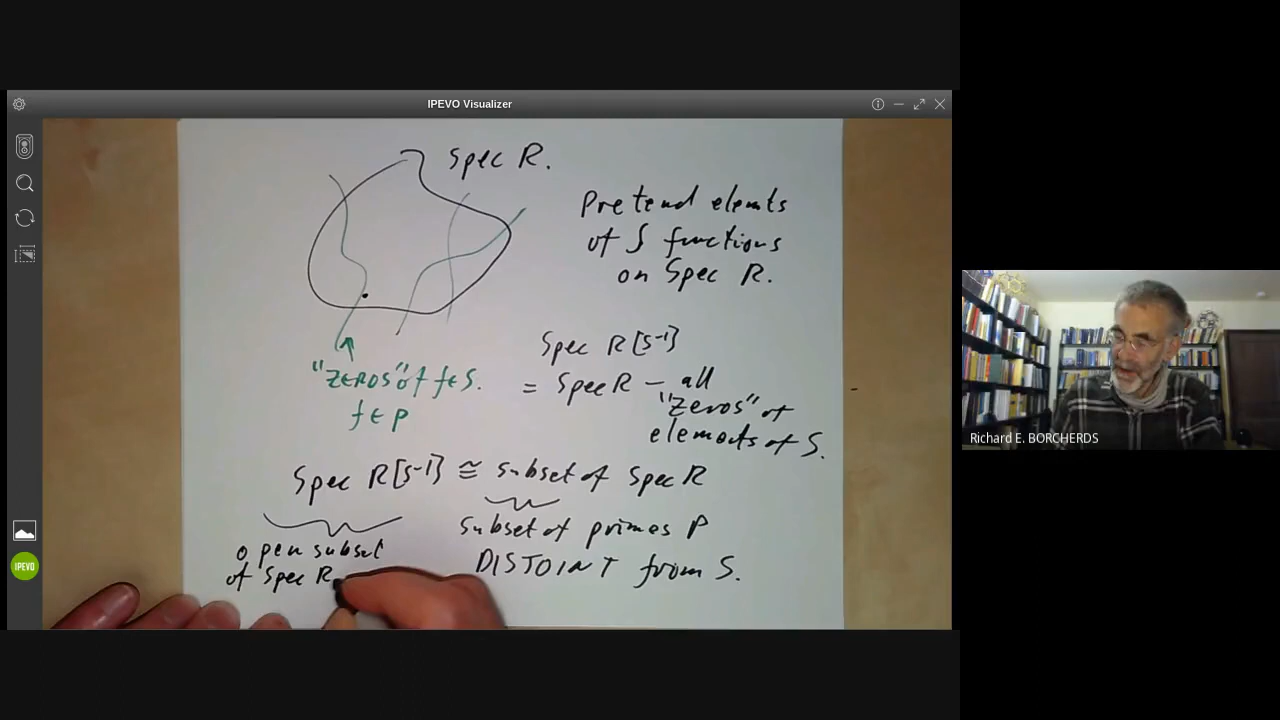 IPEVO Visualizer
Spec R.
Pretend elemts
of S functions
on Spec R.
"ZEROS" of f∈S.
f∈P
Spec R[S⁻¹]
= Spec R − all
"Zeros" of
elements of S.
Spec R[S⁻¹] ≅ subset of Spec R
open subset
of Spec R
subset of primes P
DISJOINT from S.
IPEVO
Richard E. BORCHERDS